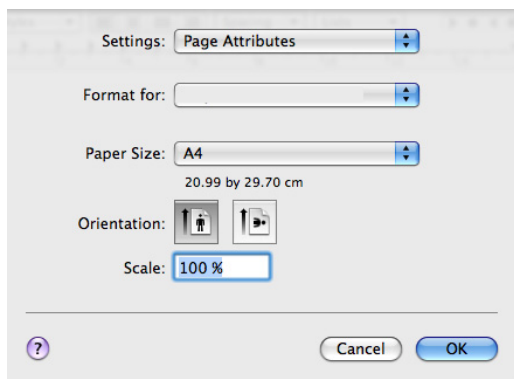 Settings: Page Attributes
Format for:
Paper Size: A4
20.99 by 29.70 cm
Orientation:
Scale: 100 %
? Cancel OK